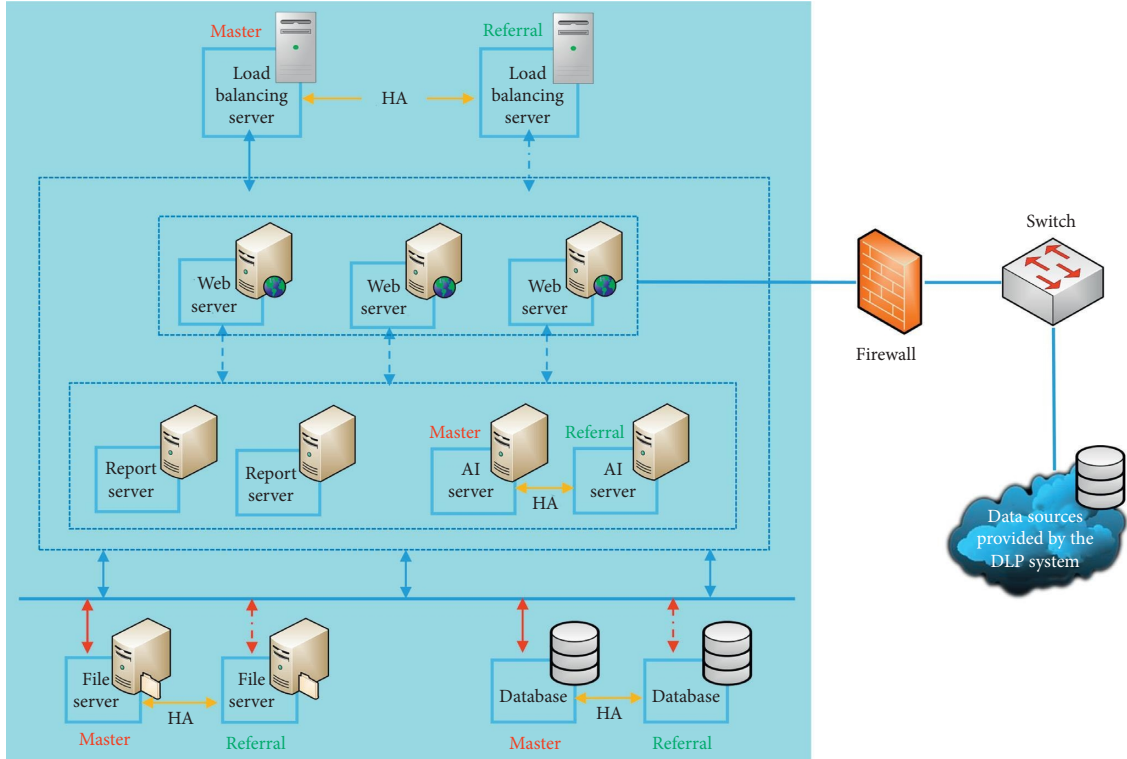 Master
Referral
Load
balancing
server
HA
Load
balancing
server
Switch
Web
server
Web
server
Web
server
Firewall
Master
Referral
Report
server
Report
server
AI
server
HA
AI
server
Data sources
provided by the
DLP system
File
server
HA
File
server
Database
HA
Database
Master
Referral
Master
Referral